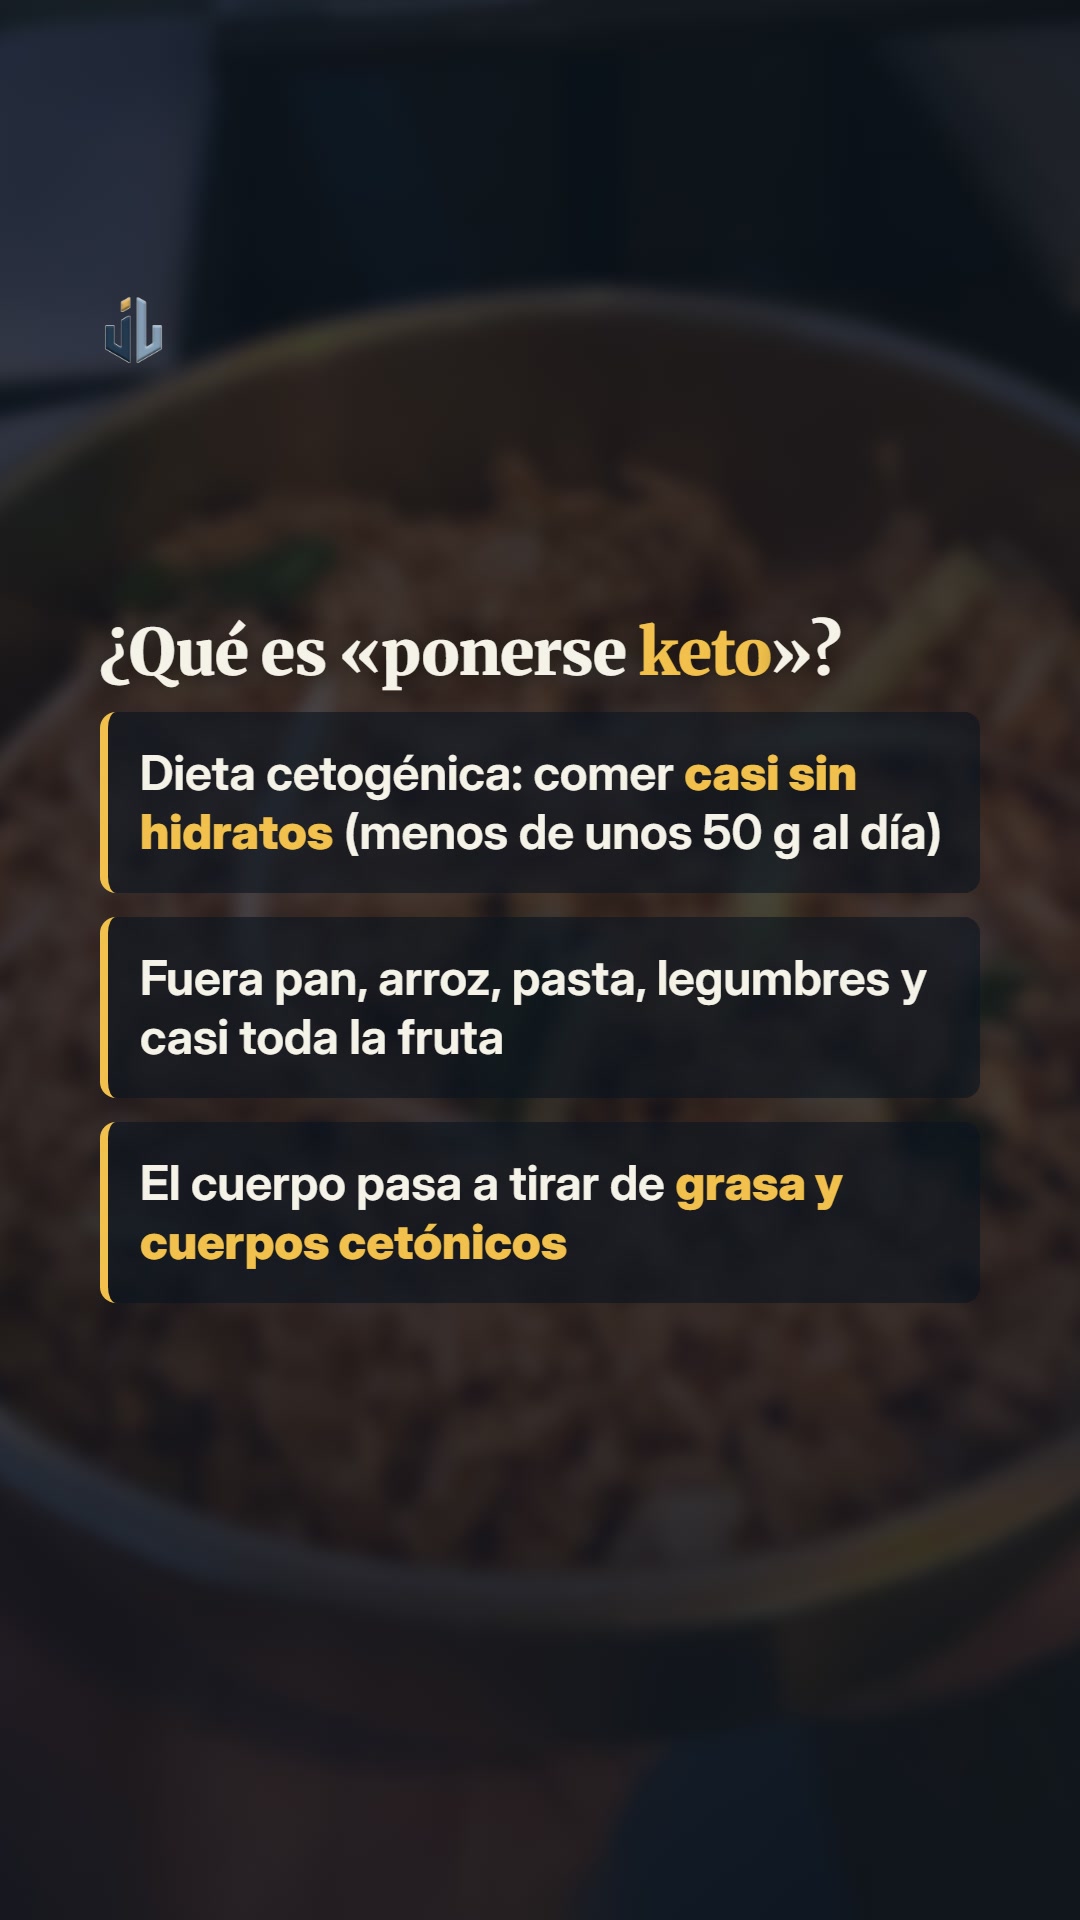 ¿Qué es «ponerse keto»?
Dieta cetogénica: comer casi sin
hidratos (menos de unos 50 g al día)
Fuera pan, arroz, pasta, legumbres y
casi toda la fruta
El cuerpo pasa a tirar de grasa y
cuerpos cetónicos